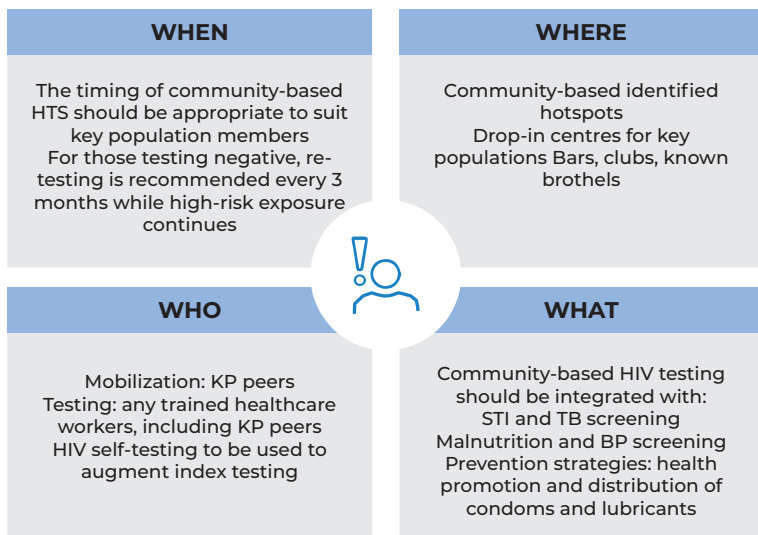 WHEN
The timing of community-based
HTS should be appropriate to suit
key population members
For those testing negative, re-
testing is recommended every 3
months while high-risk exposure
continues
WHERE
Community-based identified
hotspots
Drop-in centres for key
populations Bars, clubs, known
brothels
WHO
Mobilization: KP peers
Testing: any trained healthcare
workers, including KP peers
HIV self-testing to be used to
augment index testing
WHAT
Community-based HIV testing
should be integrated with:
STI and TB screening
Malnutrition and BP screening
Prevention strategies: health
promotion and distribution of
condoms and lubricants